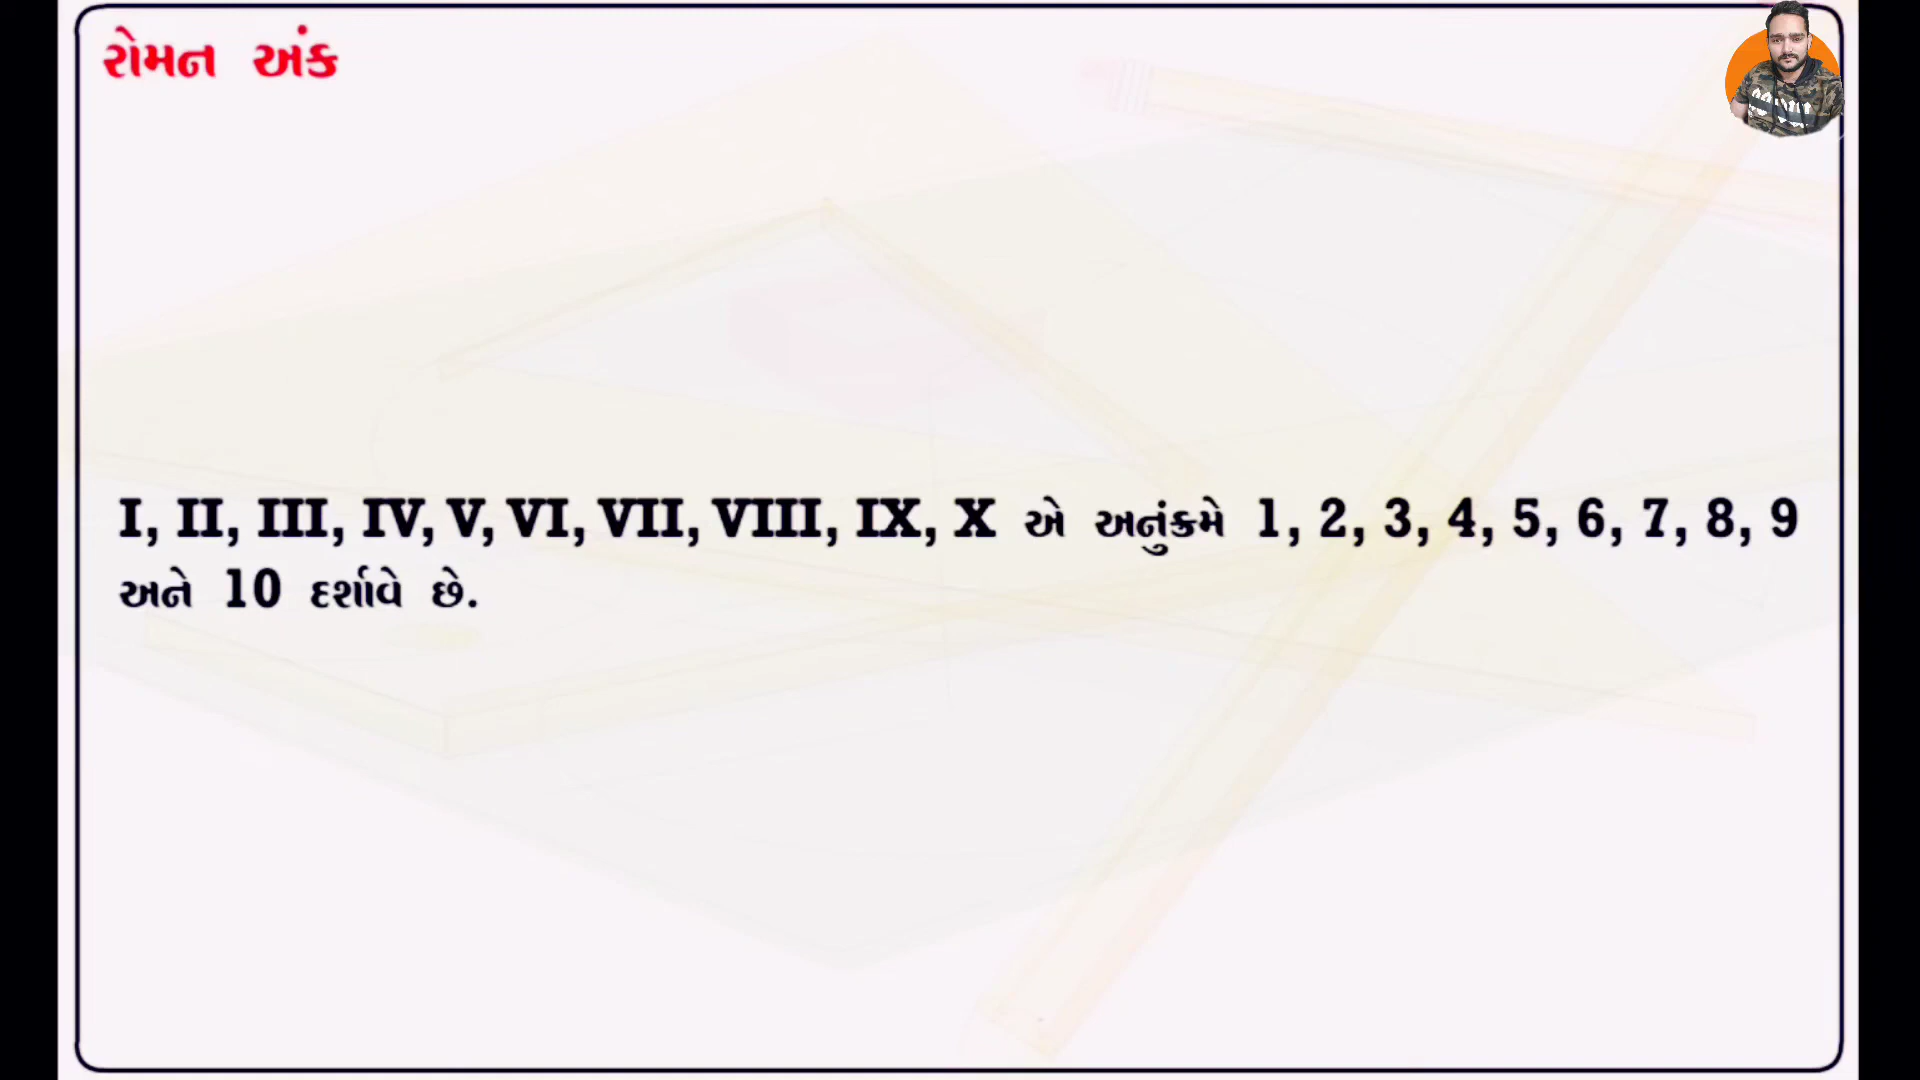 રોમન અંક
I, II, III, IV, V, VI, VII, VIII, IX, X એ અનુંક્રમે 1, 2, 3, 4, 5, 6, 7, 8, 9
અને 10 દર્શાવે છે.